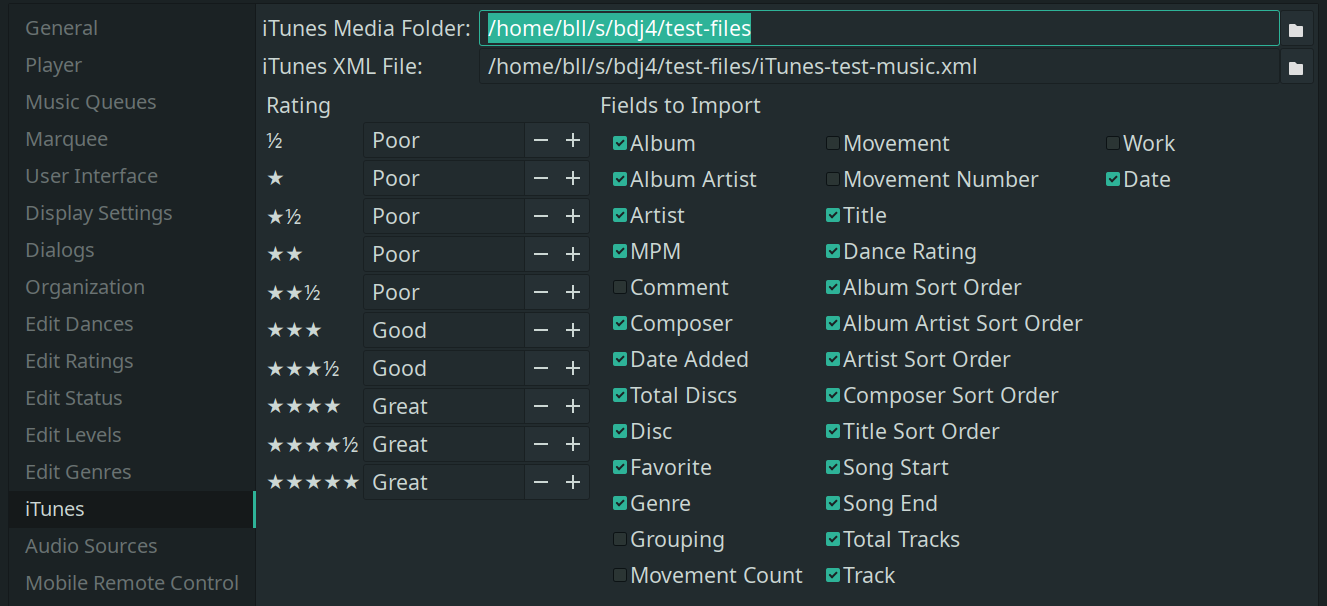 General
Player
Music Queues
Marquee
User Interface
Display Settings
Dialogs
Organization
Edit Dances
Edit Ratings
Edit Status
Edit Levels
Edit Genres
iTunes
Audio Sources
Mobile Remote Control
iTunes Media Folder: /home/bll/s/bdj4/test-files
iTunes XML File: /home/bll/s/bdj4/test-files/iTunes-test-music.xml
Rating
½ Poor − +
★ Poor − +
★½ Poor − +
★★ Poor − +
★★½ Poor − +
★★★ Good − +
★★★½ Good − +
★★★★ Great − +
★★★★½ Great − +
★★★★★ Great − +
Fields to Import
Album
Album Artist
Artist
MPM
Comment
Composer
Date Added
Total Discs
Disc
Favorite
Genre
Grouping
Movement Count
Movement
Movement Number
Title
Dance Rating
Album Sort Order
Album Artist Sort Order
Artist Sort Order
Composer Sort Order
Title Sort Order
Song Start
Song End
Total Tracks
Track
Work
Date